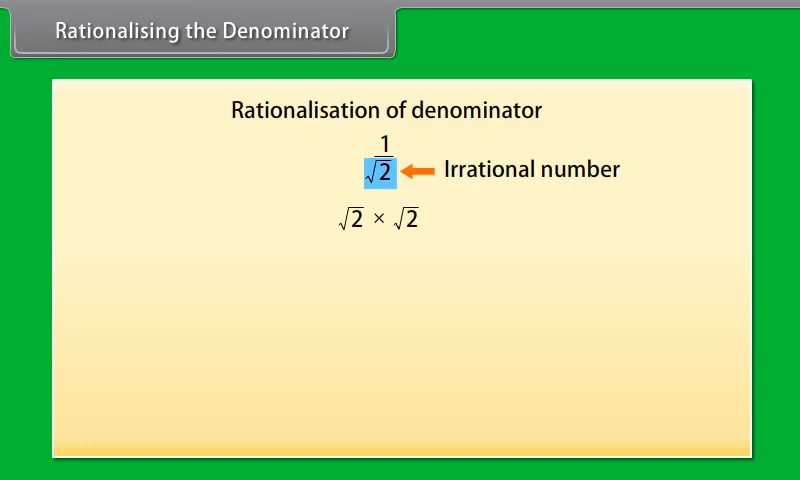 Rationalising the Denominator
Rationalisation of denominator
1
√2 Irrational number
√2 × √2